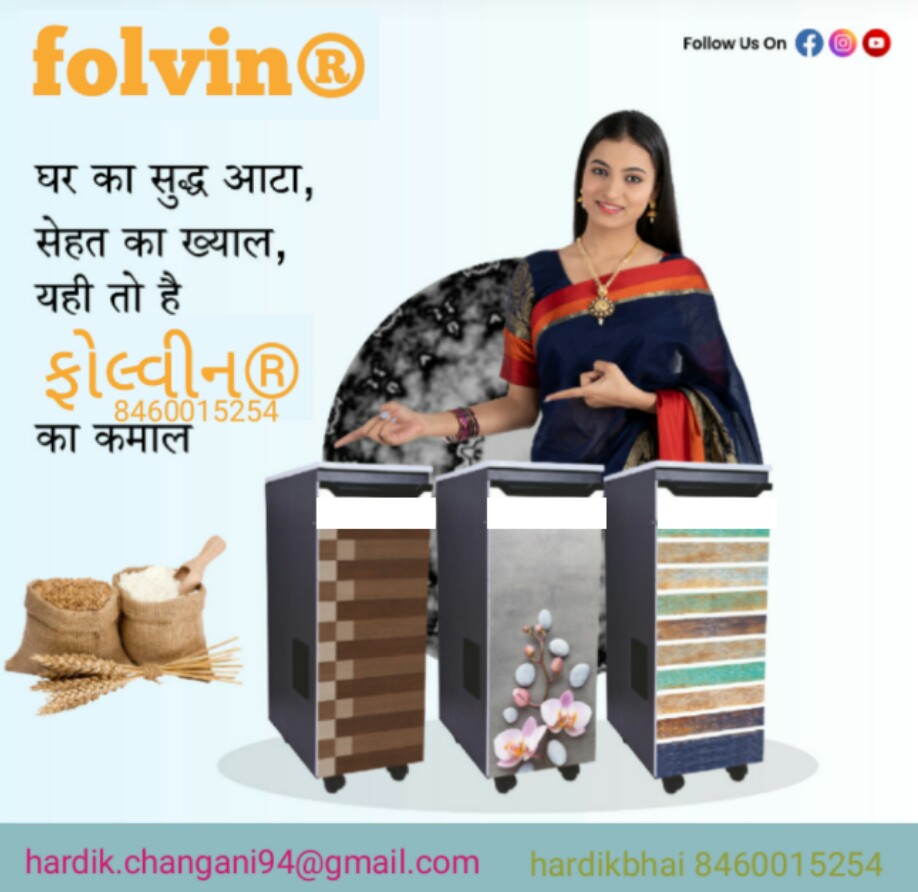 folvin®
Follow Us On
घर का सुद्ध आटा,
सेहत का ख्याल,
यही तो है
ફોલ્વીન®
8460015254
का कमाल
hardik.changani94@gmail.com
hardikbhai 8460015254